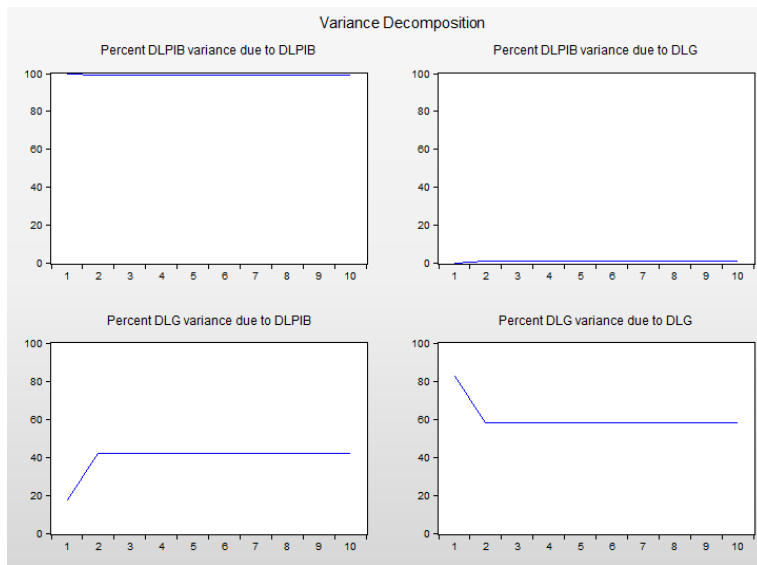 Variance Decomposition
Percent DLPIB variance due to DLPIB
100
80
60
40
20
0
1 2 3 4 5 6 7 8 9 10
Percent DLPIB variance due to DLG
100
80
60
40
20
0
1 2 3 4 5 6 7 8 9 10
Percent DLG variance due to DLPIB
100
80
60
40
20
0
1 2 3 4 5 6 7 8 9 10
Percent DLG variance due to DLG
100
80
60
40
20
0
1 2 3 4 5 6 7 8 9 10